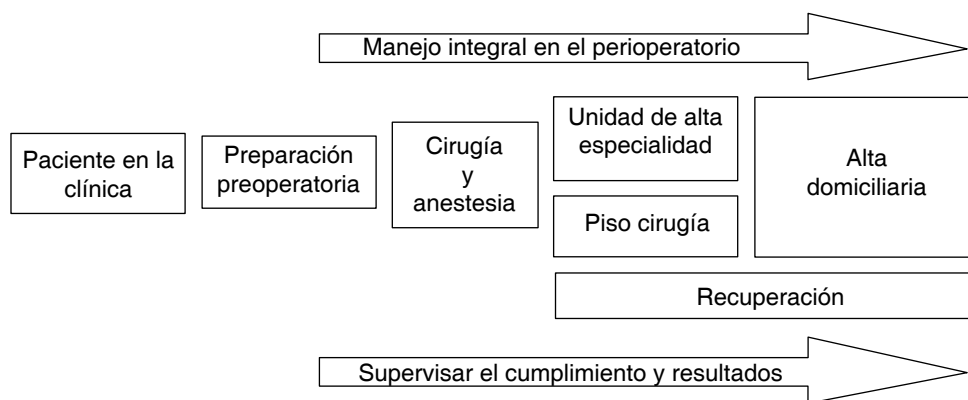 Manejo integral en el perioperatorio
Paciente en la
clínica
Preparación
preoperatoria
Cirugía
y
anestesia
Unidad de alta
especialidad
Piso cirugía
Alta
domiciliaria
Recuperación
Supervisar el cumplimiento y resultados